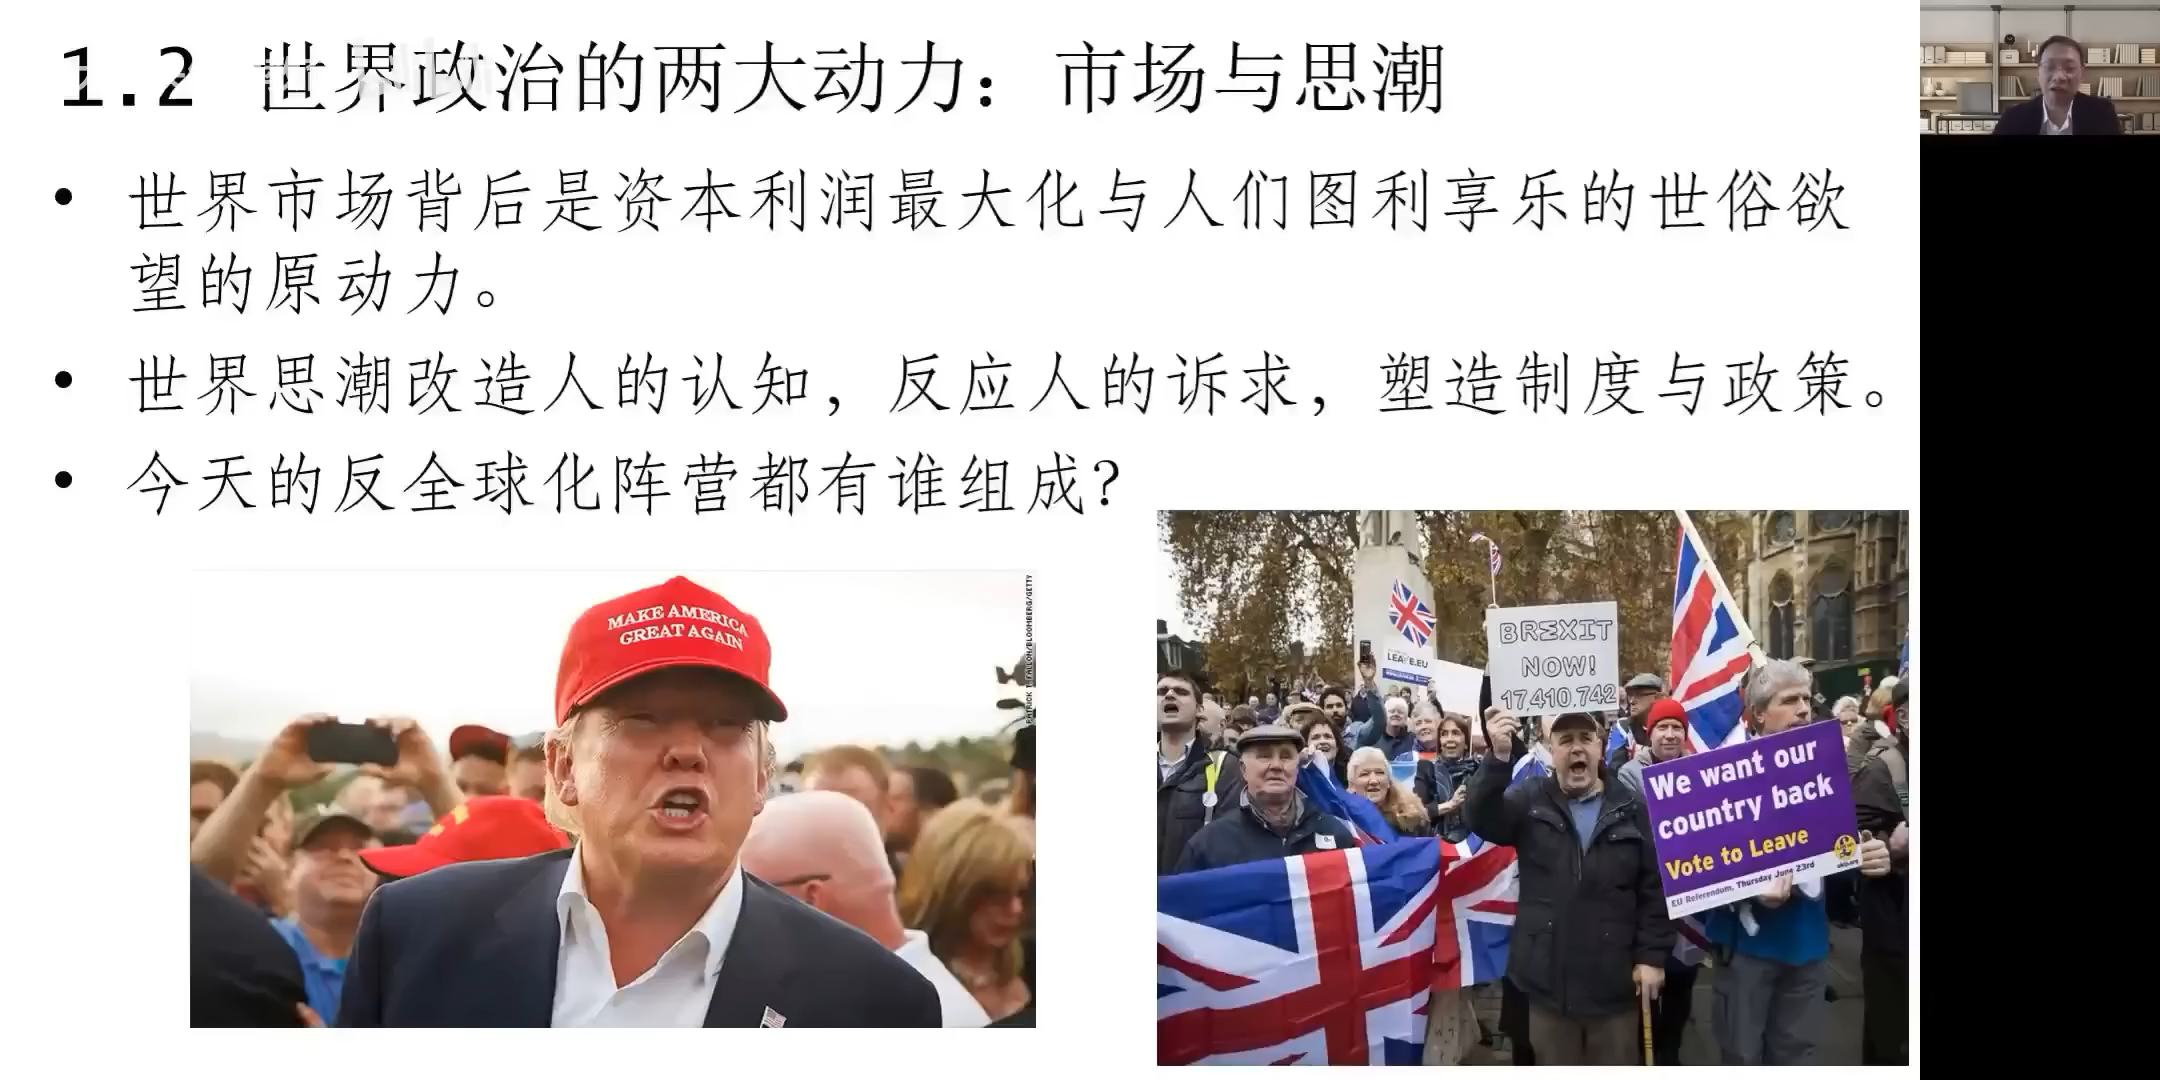 1.2 世界政治的两大动力：市场与思潮
• 世界市场背后是资本利润最大化与人们图利享乐的世俗欲
望的原动力。
• 世界思潮改造人的认知，反应人的诉求，塑造制度与政策。
• 今天的反全球化阵营都有谁组成？
MAKE AMERICA
GREAT AGAIN
LEAVE.EU
BREXIT
NOW!
17,410,742
We want our
country back
Vote to Leave
EU Referendum, Thursday June 23rd